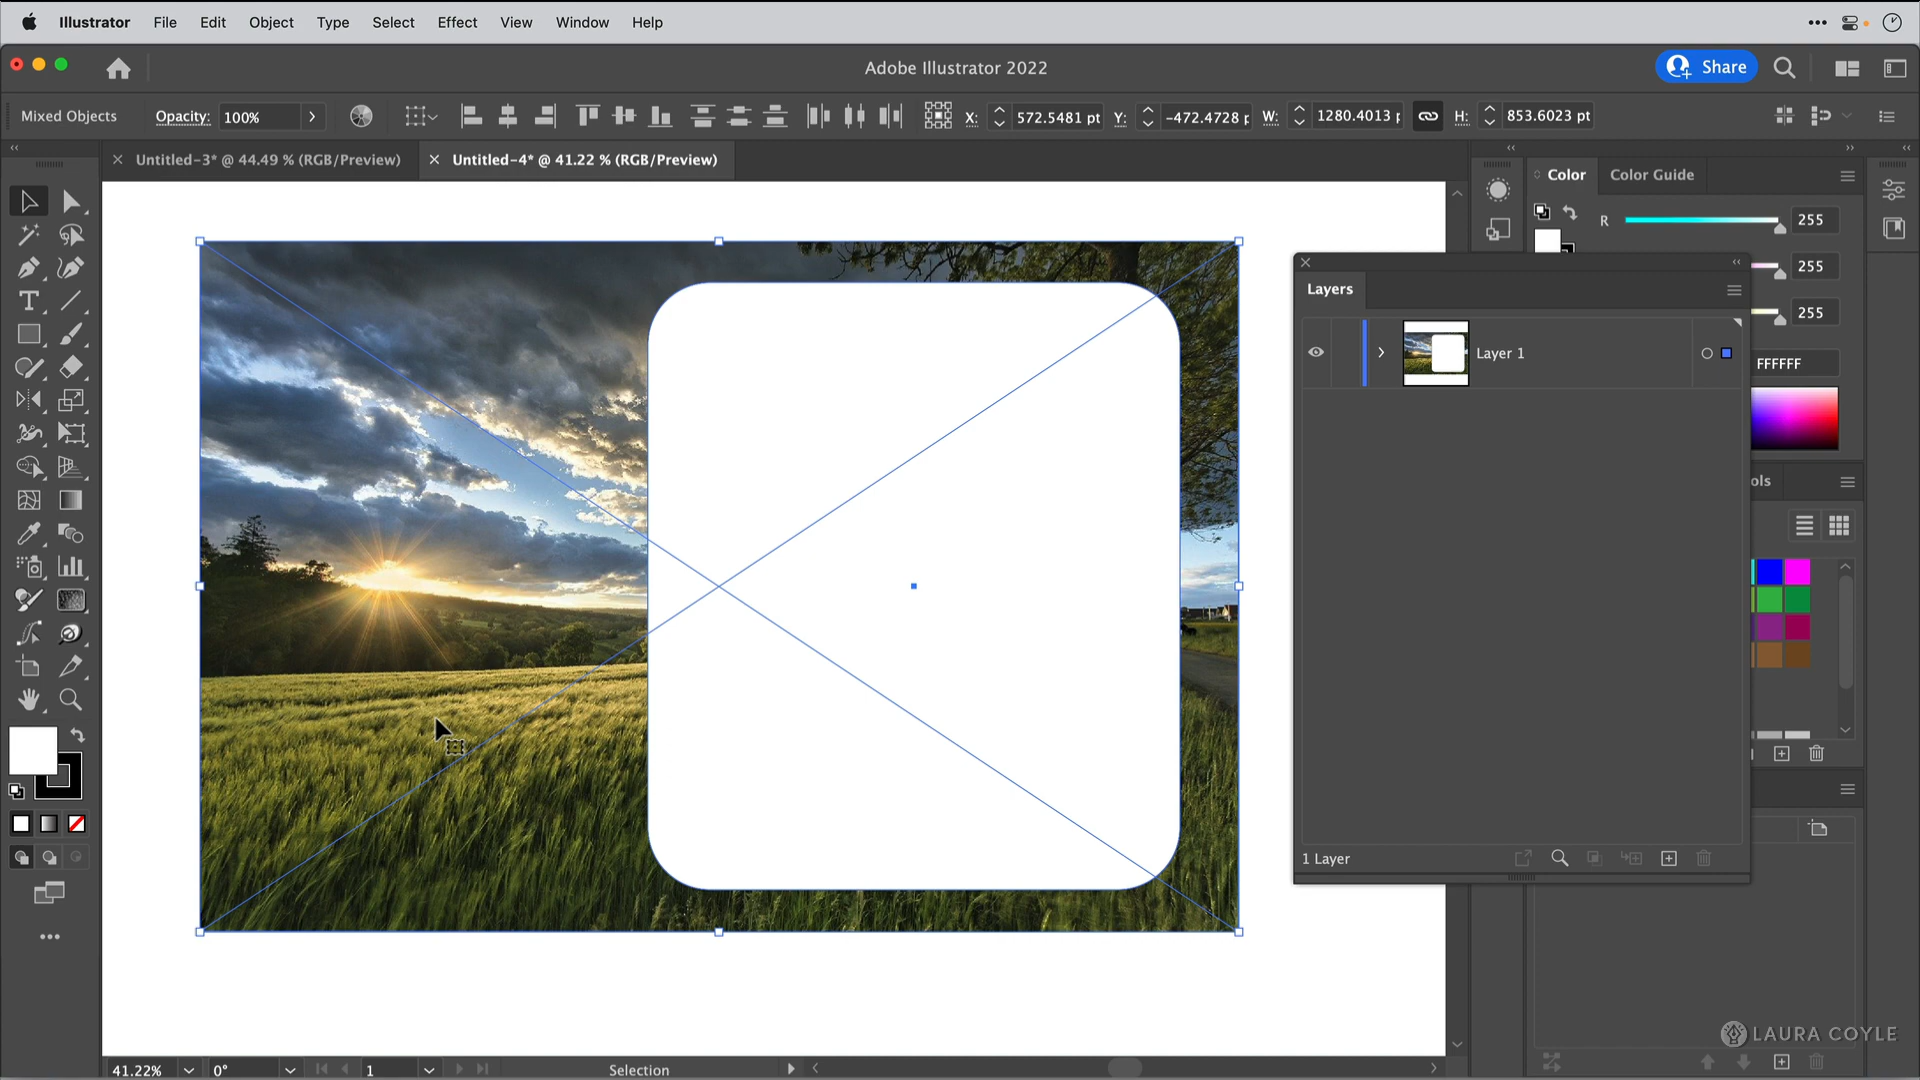 Illustrator File Edit Object Type Select Effect View Window Help
Adobe Illustrator 2022
Share
Mixed Objects Opacity: 100% X: 572.5481 pt Y: -472.4728 p W: 1280.4013 p H: 853.6023 pt
Untitled-3* @ 44.49 % (RGB/Preview) Untitled-4* @ 41.22 % (RGB/Preview)
Color Color Guide
R 255
255
255
FFFFFF
Layers
Layer 1
ols
1 Layer
LAURA COYLE
41.22% 0° 1 Selection